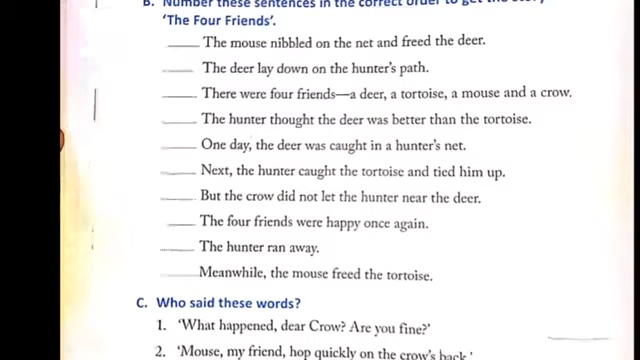 B. Number these sentences in the correct order to get the story
'The Four Friends'.
The mouse nibbled on the net and freed the deer.
The deer lay down on the hunter's path.
There were four friends—a deer, a tortoise, a mouse and a crow.
The hunter thought the deer was better than the tortoise.
One day, the deer was caught in a hunter's net.
Next, the hunter caught the tortoise and tied him up.
But the crow did not let the hunter near the deer.
The four friends were happy once again.
The hunter ran away.
Meanwhile, the mouse freed the tortoise.
C. Who said these words?
1. 'What happened, dear Crow? Are you fine?'
2. 'Mouse, my friend, hop quickly on the crow's back.'